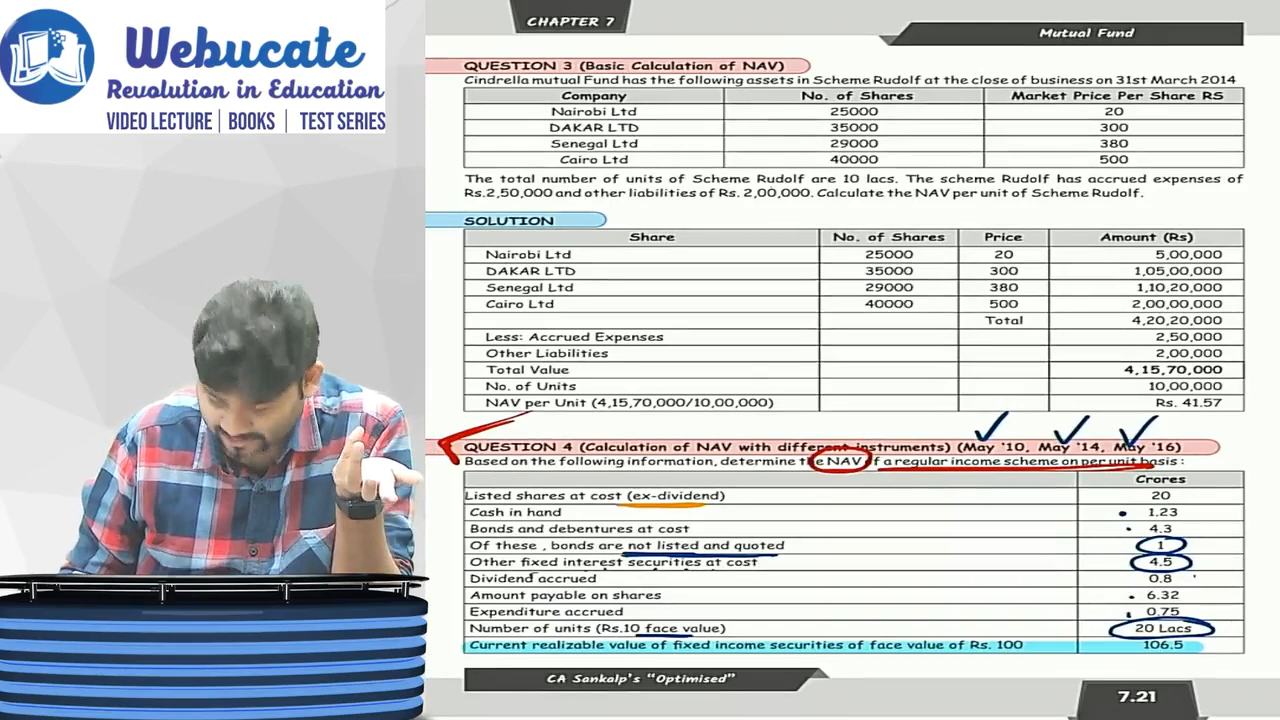 Webucate
Revolution in Education
VIDEO LECTURE | BOOKS | TEST SERIES
CHAPTER 7
Mutual Fund
QUESTION 3 (Basic Calculation of NAV)
Cindrella mutual Fund has the following assets in Scheme Rudolf at the close of business on 31st March 2014
Company No. of Shares Market Price Per Share RS
Nairobi Ltd 25000 20
DAKAR LTD 35000 300
Senegal Ltd 29000 380
Cairo Ltd 40000 500
The total number of units of Scheme Rudolf are 10 lacs. The scheme Rudolf has accrued expenses of
Rs.2,50,000 and other liabilities of Rs. 2,00,000. Calculate the NAV per unit of Scheme Rudolf.
SOLUTION
Share No. of Shares Price Amount (Rs)
Nairobi Ltd 25000 20 5,00,000
DAKAR LTD 35000 300 1,05,00,000
Senegal Ltd 29000 380 1,10,20,000
Cairo Ltd 40000 500 2,00,00,000
Total 4,20,20,000
Less: Accrued Expenses 2,50,000
Other Liabilities 2,00,000
Total Value 4,15,70,000
No. of Units 10,00,000
NAV per Unit (4,15,70,000/10,00,000) Rs. 41.57
QUESTION 4 (Calculation of NAV with different instruments) (May '10, May '14, May '16)
Based on the following information, determine the NAV of a regular income scheme on per unit basis :
Crores
Listed shares at cost (ex-dividend) 20
Cash in hand 1.23
Bonds and debentures at cost 4.3
Of these , bonds are not listed and quoted 1
Other fixed interest securities at cost 4.5
Dividend accrued 0.8
Amount payable on shares 6.32
Expenditure accrued 0.75
Number of units (Rs.10 face value) 20 Lacs
Current realizable value of fixed income securities of face value of Rs. 100 106.5
CA Sankalp's "Optimised"
7.21